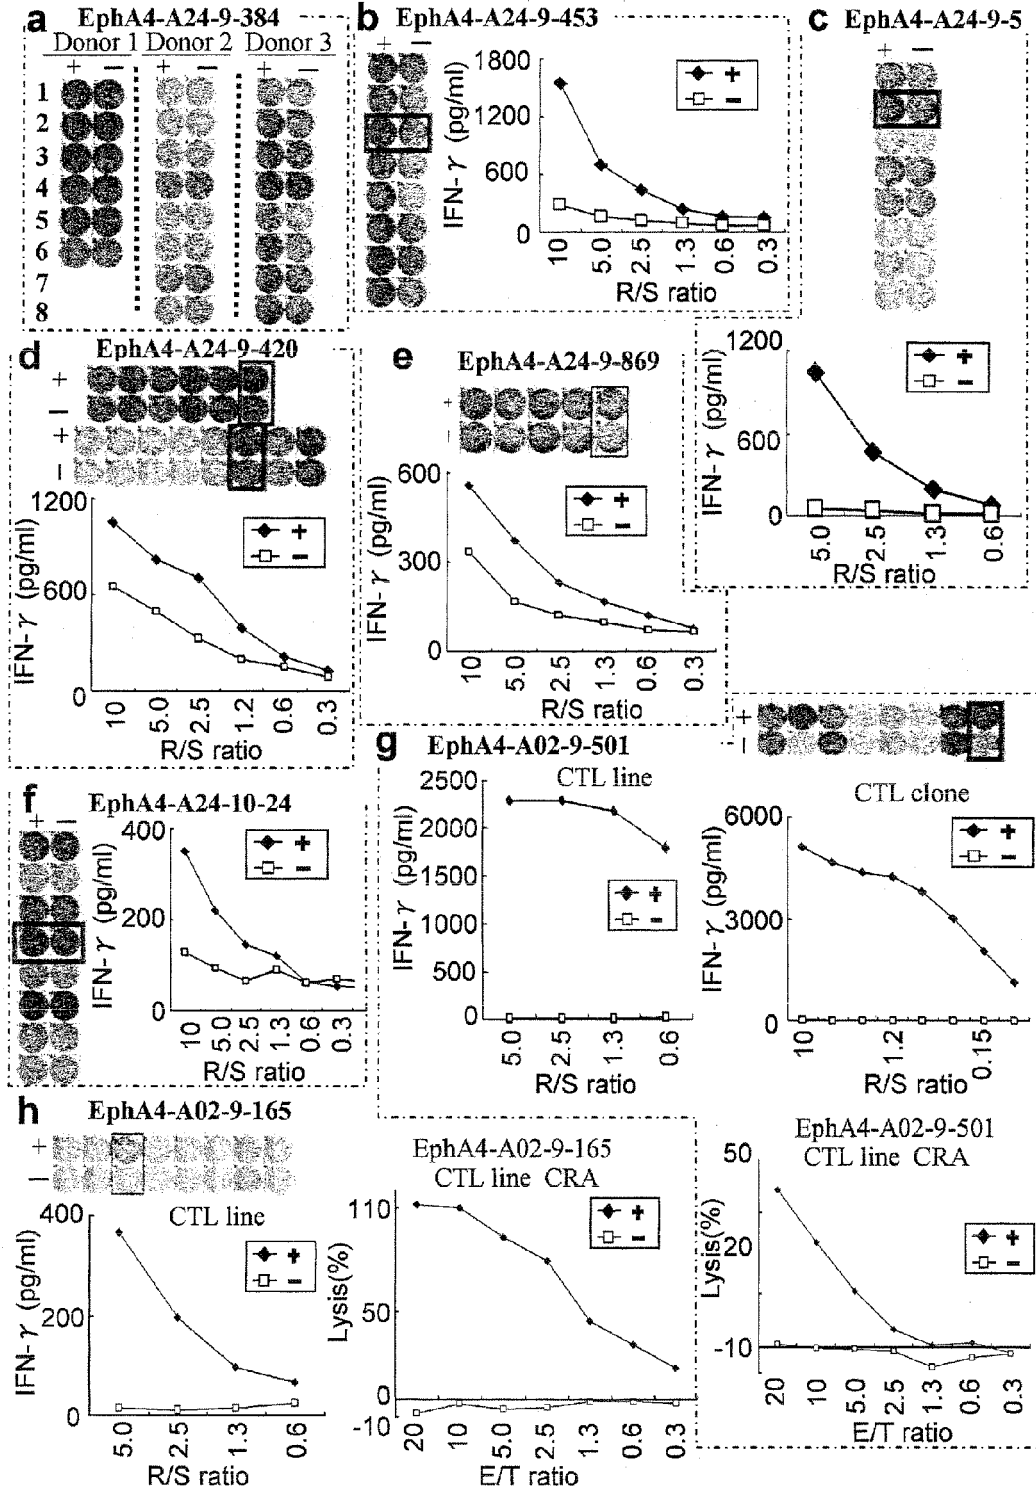 a
EphA4-A24-9-384
Donor 1 Donor 2 Donor 3
+ − + − + −
1
2
3
4
5
6
7
8
b
EphA4-A24-9-453
+ −
IFN-γ (pg/ml)
1800
1200
600
0
10 5.0 2.5 1.3 0.6 0.3
R/S ratio
+
−
c
EphA4-A24-9-5
+ −
IFN-γ (pg/ml)
1200
600
0
5.0 2.5 1.3 0.6
R/S ratio
+
−
d
EphA4-A24-9-420
+
−
+
−
IFN-γ (pg/ml)
1200
600
0
10 5.0 2.5 1.2 0.6 0.3
R/S ratio
+
−
e
EphA4-A24-9-869
+
−
IFN-γ (pg/ml)
600
300
0
10 5.0 2.5 1.3 0.6 0.3
R/S ratio
+
−
f
EphA4-A24-10-24
+ −
IFN-γ (pg/ml)
400
200
0
10 5.0 2.5 1.3 0.6 0.3
R/S ratio
+
−
g
EphA4-A02-9-501
CTL line
IFN-γ (pg/ml)
2500
2000
1500
1000
500
0
5.0 2.5 1.3 0.6
R/S ratio
+
−
+
−
CTL clone
IFN-γ (pg/ml)
6000
3000
0
10 1.2 0.15
R/S ratio
+
−
EphA4-A02-9-501
CTL line CRA
Lysis(%)
50
20
-10
20 10 5.0 2.5 1.3 0.6 0.3
E/T ratio
+
−
h
EphA4-A02-9-165
+
−
CTL line
IFN-γ (pg/ml)
400
200
0
5.0 2.5 1.3 0.6
R/S ratio
+
−
EphA4-A02-9-165
CTL line CRA
Lysis(%)
110
50
0
-10
20 10 5.0 2.5 1.3 0.6 0.3
E/T ratio
+
−